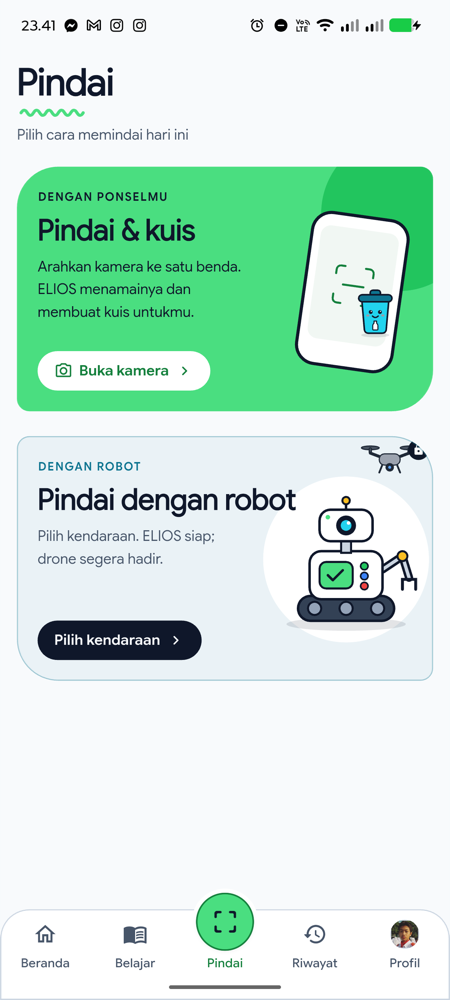 23.41
Vo LTE
Pindai
Pilih cara memindai hari ini
DENGAN PONSELMU
Pindai & kuis
Arahkan kamera ke satu benda.
ELIOS menamainya dan
membuat kuis untukmu.
Buka kamera
DENGAN ROBOT
Pindai dengan robot
Pilih kendaraan. ELIOS siap;
drone segera hadir.
Pilih kendaraan
Beranda
Belajar
Pindai
Riwayat
Profil